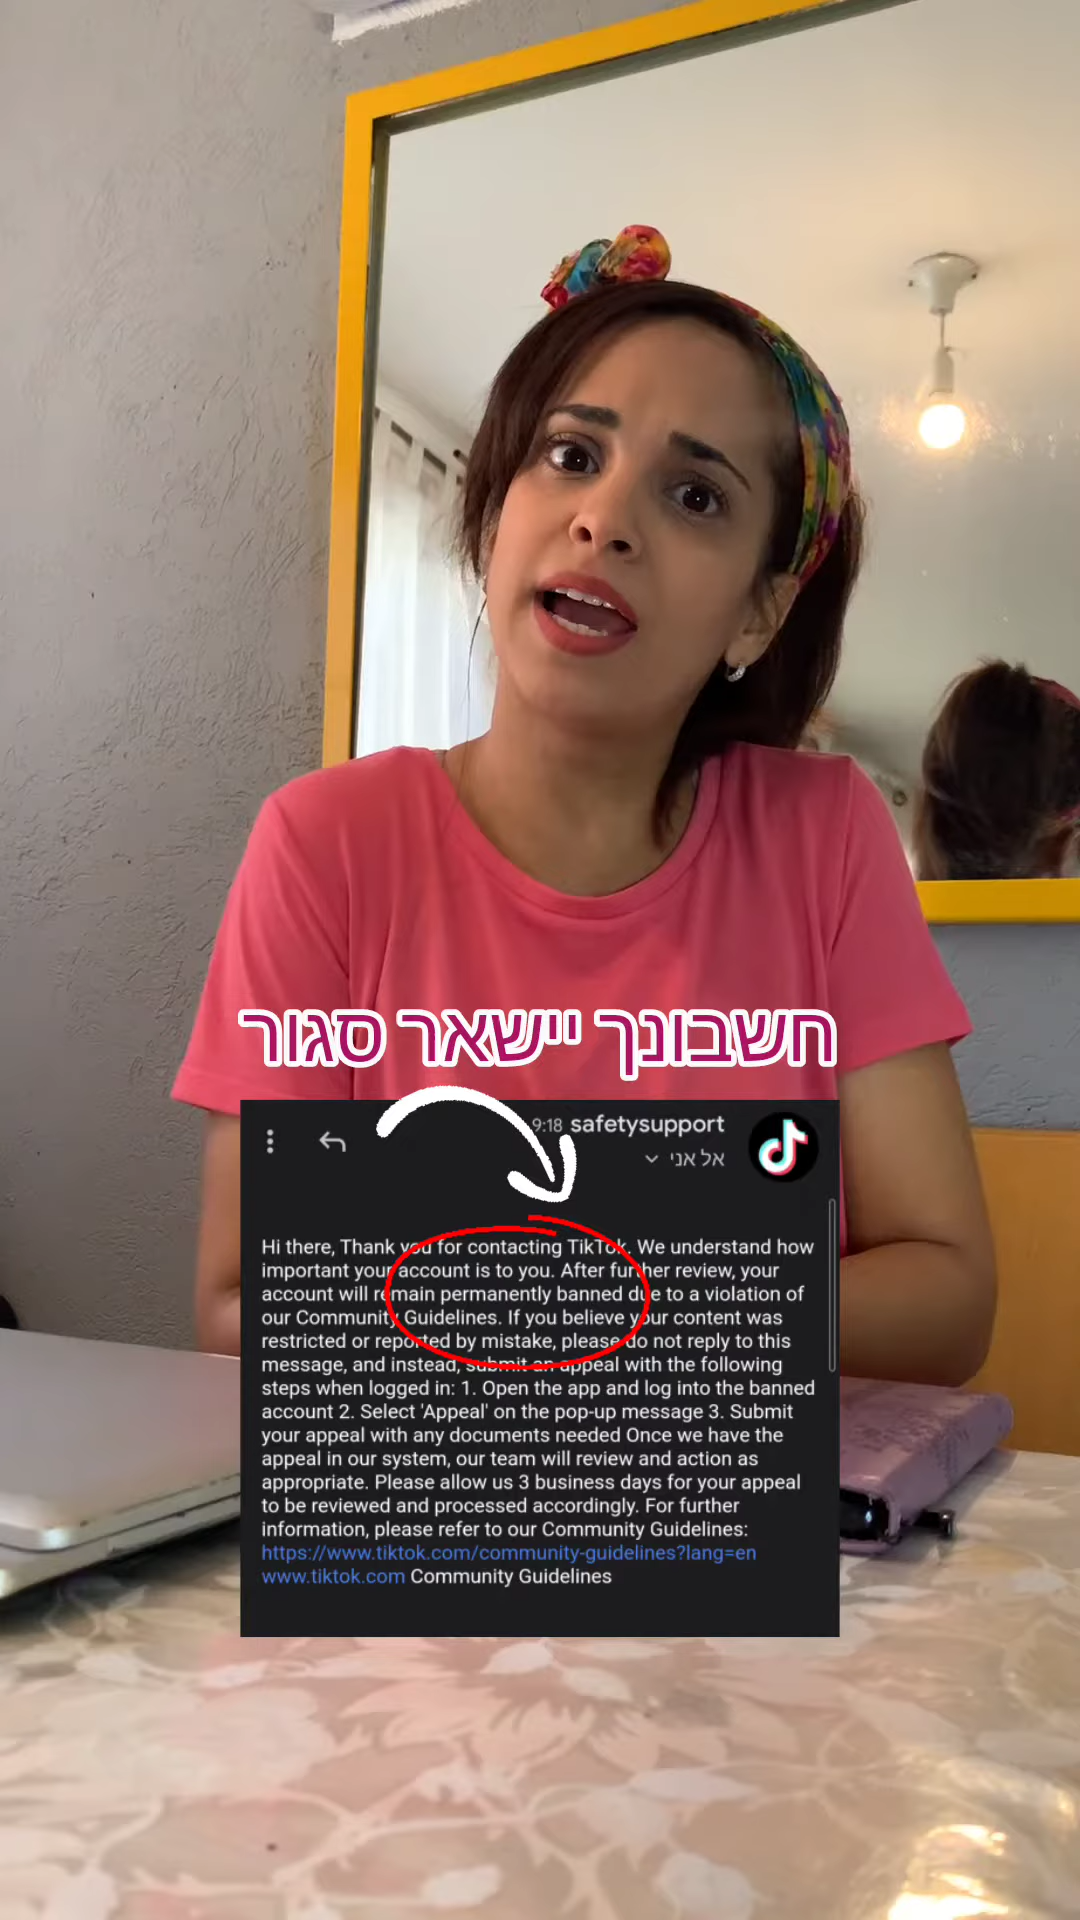 חשבונך יישאר סגור
9:18 safetysupport
אל אני
Hi there, Thank you for contacting TikTok. We understand how
important your account is to you. After further review, your
account will remain permanently banned due to a violation of
our Community Guidelines. If you believe your content was
restricted or reported by mistake, please do not reply to this
message, and instead, submit an appeal with the following
steps when logged in: 1. Open the app and log into the banned
account 2. Select 'Appeal' on the pop-up message 3. Submit
your appeal with any documents needed Once we have the
appeal in our system, our team will review and action as
appropriate. Please allow us 3 business days for your appeal
to be reviewed and processed accordingly. For further
information, please refer to our Community Guidelines:
https://www.tiktok.com/community-guidelines?lang=en
www.tiktok.com Community Guidelines